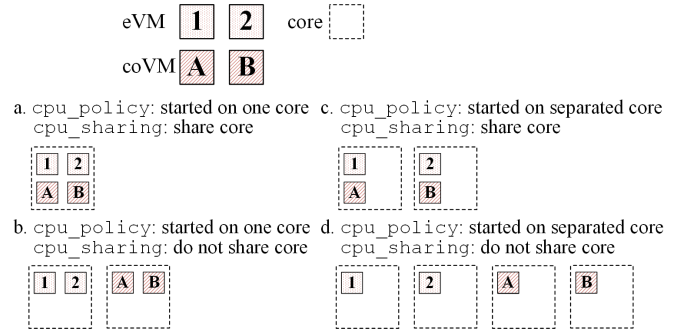 eVM 1 2 core
coVM A B
a. cpu_policy: started on one core
cpu_sharing: share core
1 2
A B
c. cpu_policy: started on separated core
cpu_sharing: share core
1 2
A B
b. cpu_policy: started on one core
cpu_sharing: do not share core
1 2 A B
d. cpu_policy: started on separated core
cpu_sharing: do not share core
1 2 A B